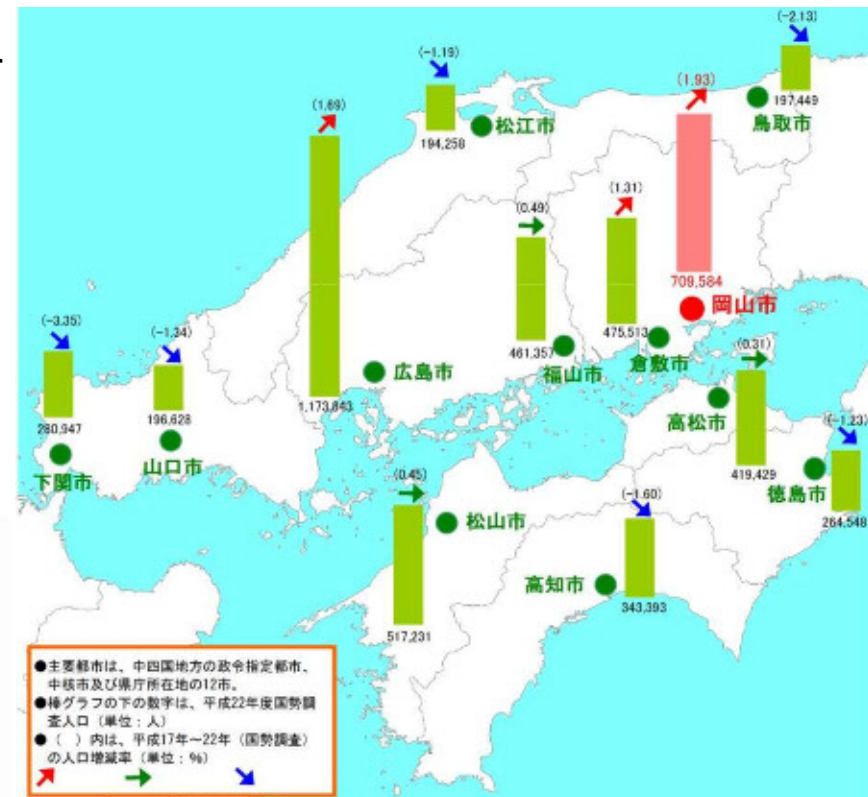 (-2.13)
197,449
鳥取市
(-1.19)
194,258
松江市
(1.93)
709,584
岡山市
(1.69)
1,173,843
広島市
(0.49)
461,357
福山市
(1.31)
475,513
倉敷市
(-3.35)
280,947
下関市
(-1.34)
196,628
山口市
(0.31)
419,429
高松市
(-1.23)
264,548
徳島市
(0.45)
517,231
松山市
(-1.60)
343,393
高知市
●主要都市は、中四国地方の政令指定都市、
中核市及び県庁所在地の12市。
●棒グラフの下の数字は、平成22年度国勢調
査人口（単位：人）
●（　）内は、平成17年～22年（国勢調査）
の人口増減率（単位：％）